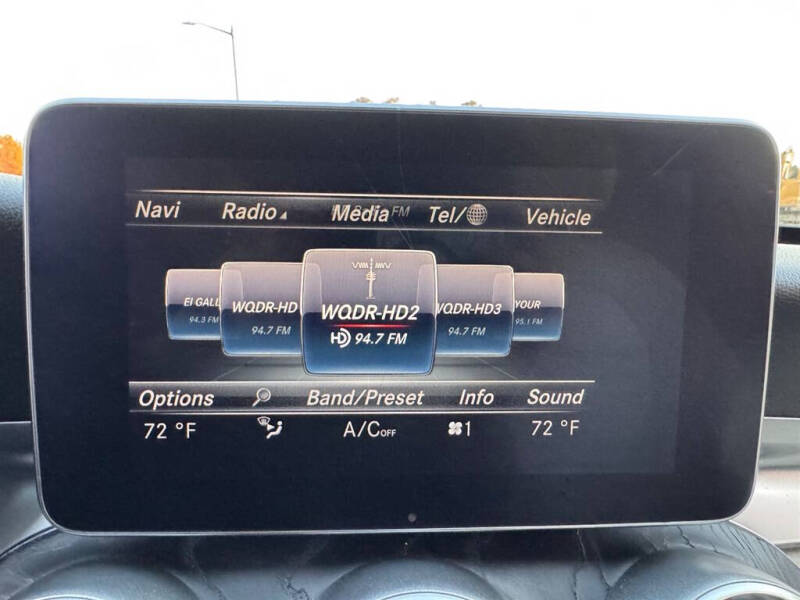 Navi Radio Media FM Tel/ Vehicle
EI GALL WQDR-HD WQDR-HD2 WQDR-HD3 YOUR
94.3 FM 94.7 FM HD 94.7 FM 94.7 FM 95.1 FM
Options Band/Preset Info Sound
72 °F A/C OFF 1 72 °F